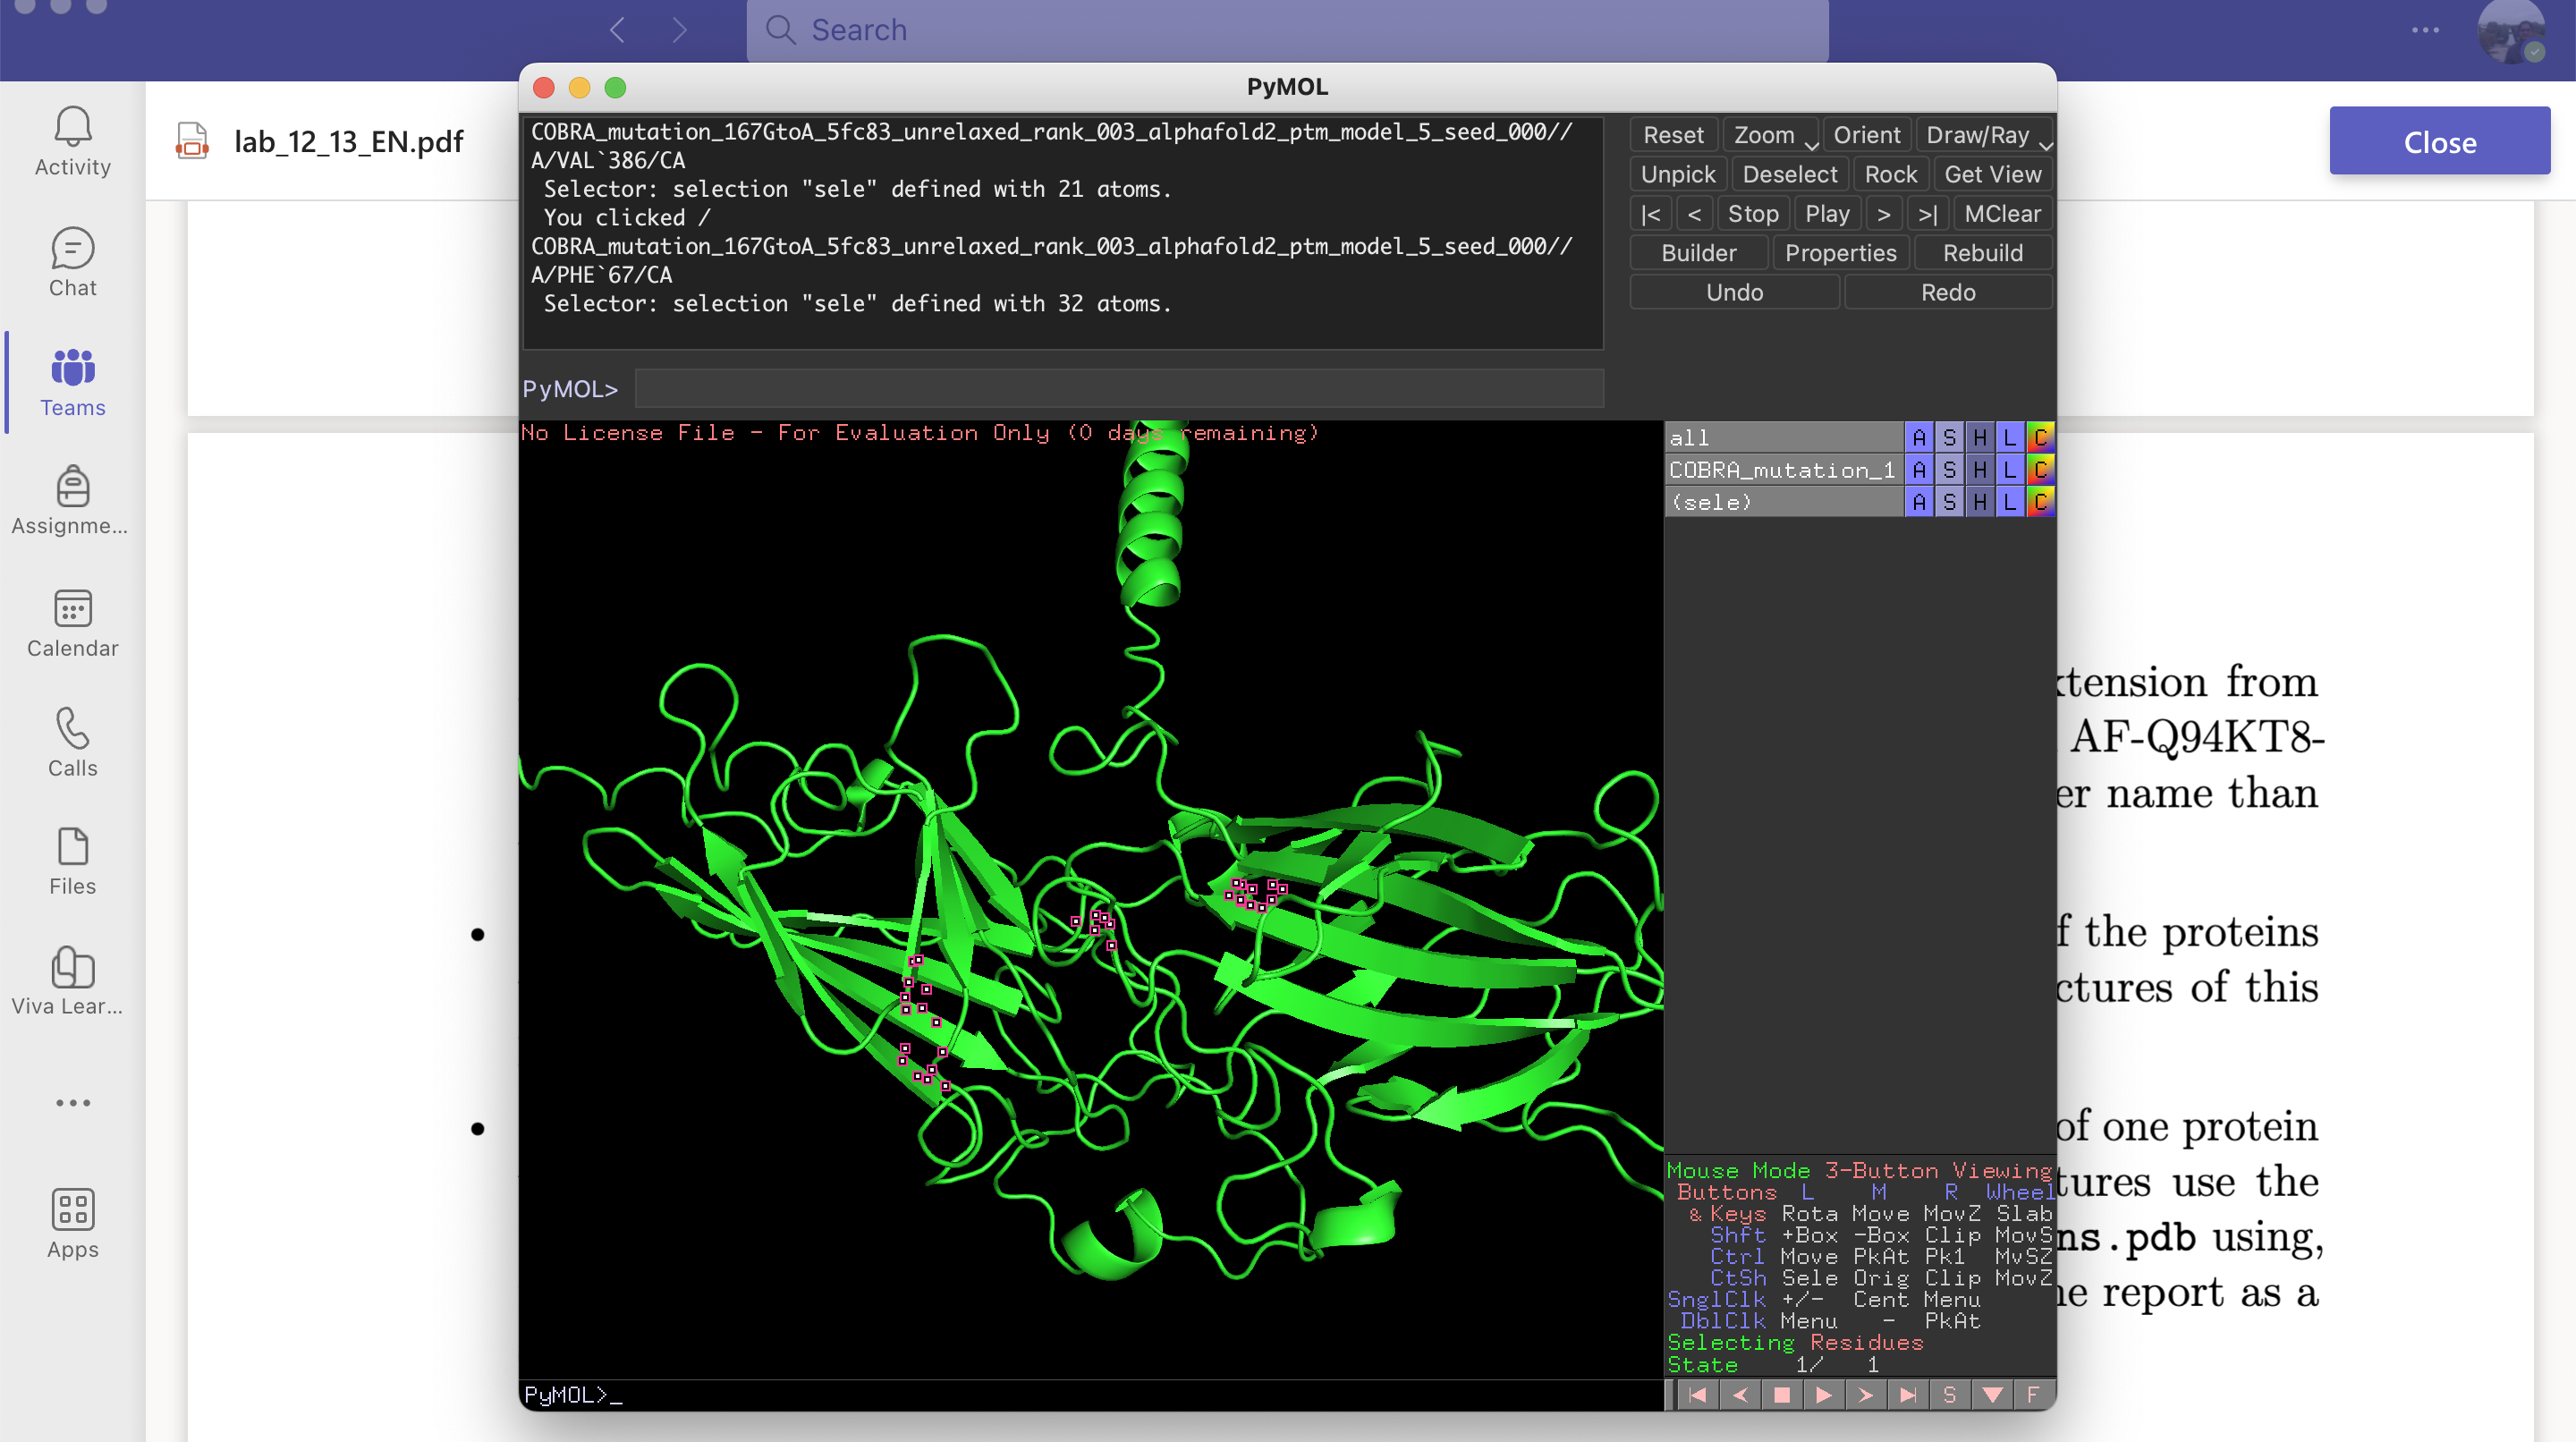 Search
PyMOL
Activity
Chat
Teams
Assignme...
Calendar
Calls
Files
Viva Lear...
Apps
lab_12_13_EN.pdf
Close
COBRA_mutation_167GtoA_5fc83_unrelaxed_rank_003_alphafold2_ptm_model_5_seed_000//
A/VAL`386/CA
Selector: selection "sele" defined with 21 atoms.
You clicked /
COBRA_mutation_167GtoA_5fc83_unrelaxed_rank_003_alphafold2_ptm_model_5_seed_000//
A/PHE`67/CA
Selector: selection "sele" defined with 32 atoms.
PyMOL>
Reset Zoom Orient Draw/Ray
Unpick Deselect Rock Get View
|< < Stop Play > >| MClear
Builder Properties Rebuild
Undo Redo
No License File - For Evaluation Only (0 days remaining)
all A S H L C
COBRA_mutation_1 A S H L C
(sele) A S H L C
Mouse Mode 3-Button Viewing
Buttons L M R Wheel
& Keys Rota Move MovZ Slab
Shft +Box -Box Clip MovS
Ctrl Move PkAt Pk1 MvSZ
CtSh Sele Orig Clip MovZ
SnglClk +/- Cent Menu
DblClk Menu - PkAt
Selecting Residues
State 1/ 1
S F
PyMOL>_
xtension from
AF-Q94KT8-
er name than
f the proteins
ctures of this
of one protein
tures use the
ns.pdb using,
e report as a